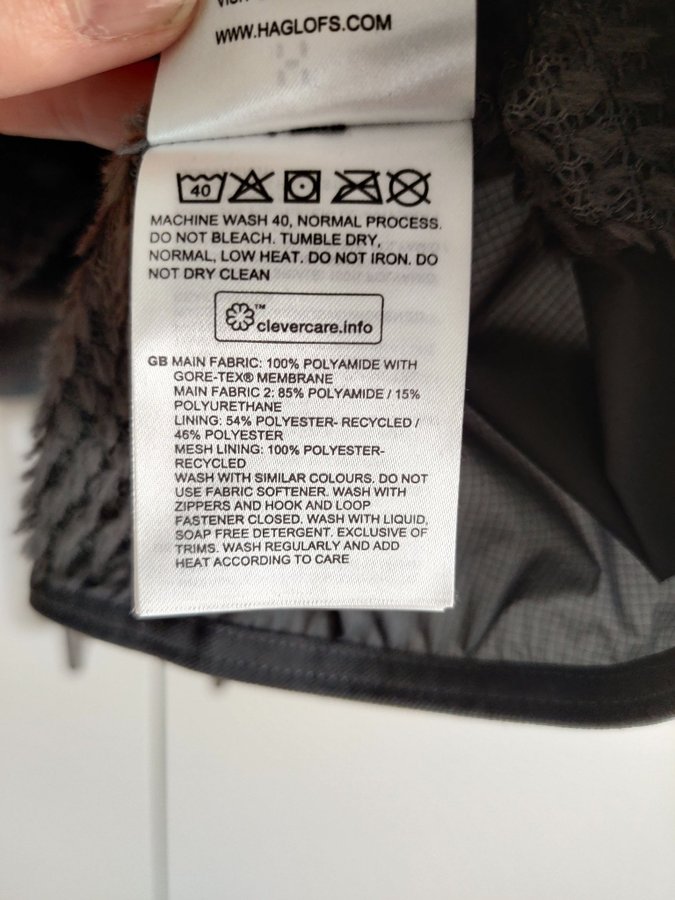 WWW.HAGLOFS.COM
40
MACHINE WASH 40, NORMAL PROCESS.
DO NOT BLEACH. TUMBLE DRY,
NORMAL, LOW HEAT. DO NOT IRON. DO
NOT DRY CLEAN
™
clevercare.info
GB MAIN FABRIC: 100% POLYAMIDE WITH
GORE-TEX® MEMBRANE
MAIN FABRIC 2: 85% POLYAMIDE / 15%
POLYURETHANE
LINING: 54% POLYESTER- RECYCLED /
46% POLYESTER
MESH LINING: 100% POLYESTER-
RECYCLED
WASH WITH SIMILAR COLOURS. DO NOT
USE FABRIC SOFTENER. WASH WITH
ZIPPERS AND HOOK AND LOOP
FASTENER CLOSED. WASH WITH LIQUID,
SOAP FREE DETERGENT. EXCLUSIVE OF
TRIMS. WASH REGULARLY AND ADD
HEAT ACCORDING TO CARE